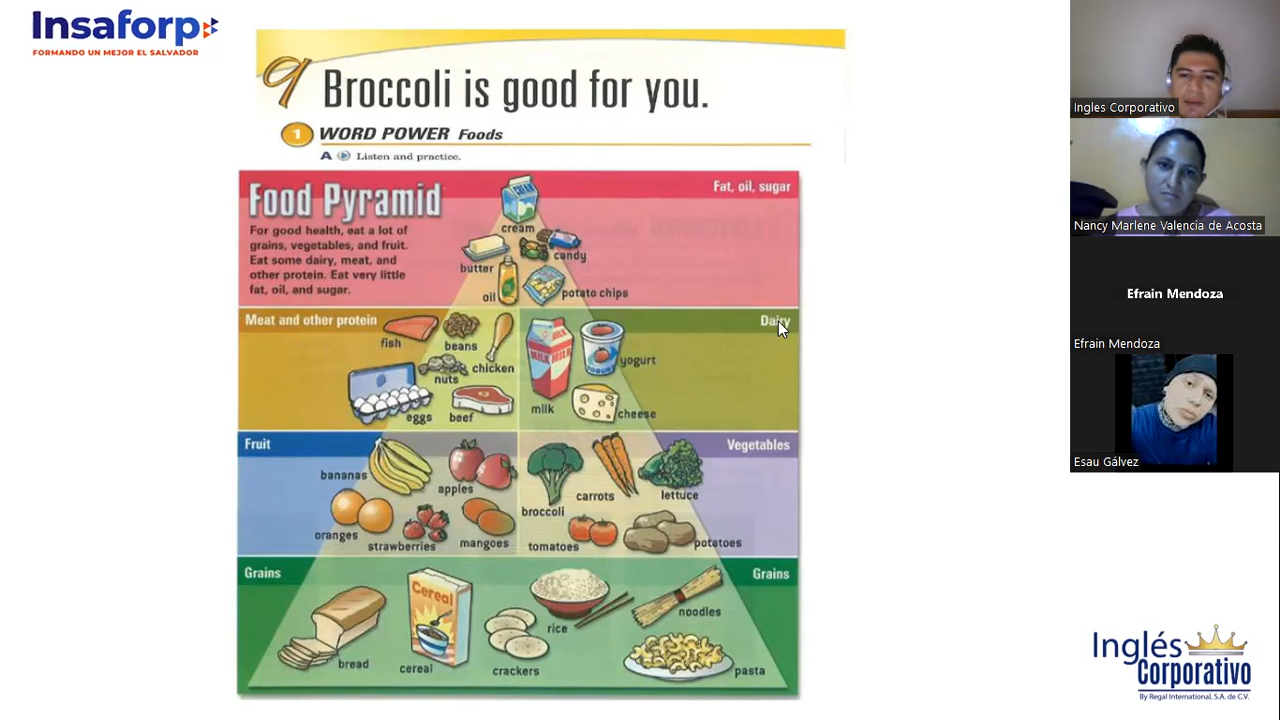 Insaforp
FORMANDO UN MEJOR EL SALVADOR
9 Broccoli is good for you.
1 WORD POWER Foods
A Listen and practice.
Food Pyramid
For good health, eat a lot of
grains, vegetables, and fruit.
Eat some dairy, meat, and
other protein. Eat very little
fat, oil, and sugar.
Fat, oil, sugar
CREAM
cream
butter
candy
oil
potato chips
Meat and other protein
fish
beans
chicken
nuts
eggs
beef
Dairy
MILK MILK
YOGURT
yogurt
milk
cheese
Fruit
bananas
apples
oranges
strawberries
mangoes
Vegetables
broccoli
carrots
lettuce
tomatoes
potatoes
Grains
Grains
Cereal
bread
cereal
crackers
rice
noodles
pasta
Ingles Corporativo
Nancy Marlene Valencia de Acosta
Efrain Mendoza
Efrain Mendoza
Esau Gálvez
Inglés
Corporativo
By Regal International, S.A. de C.V.